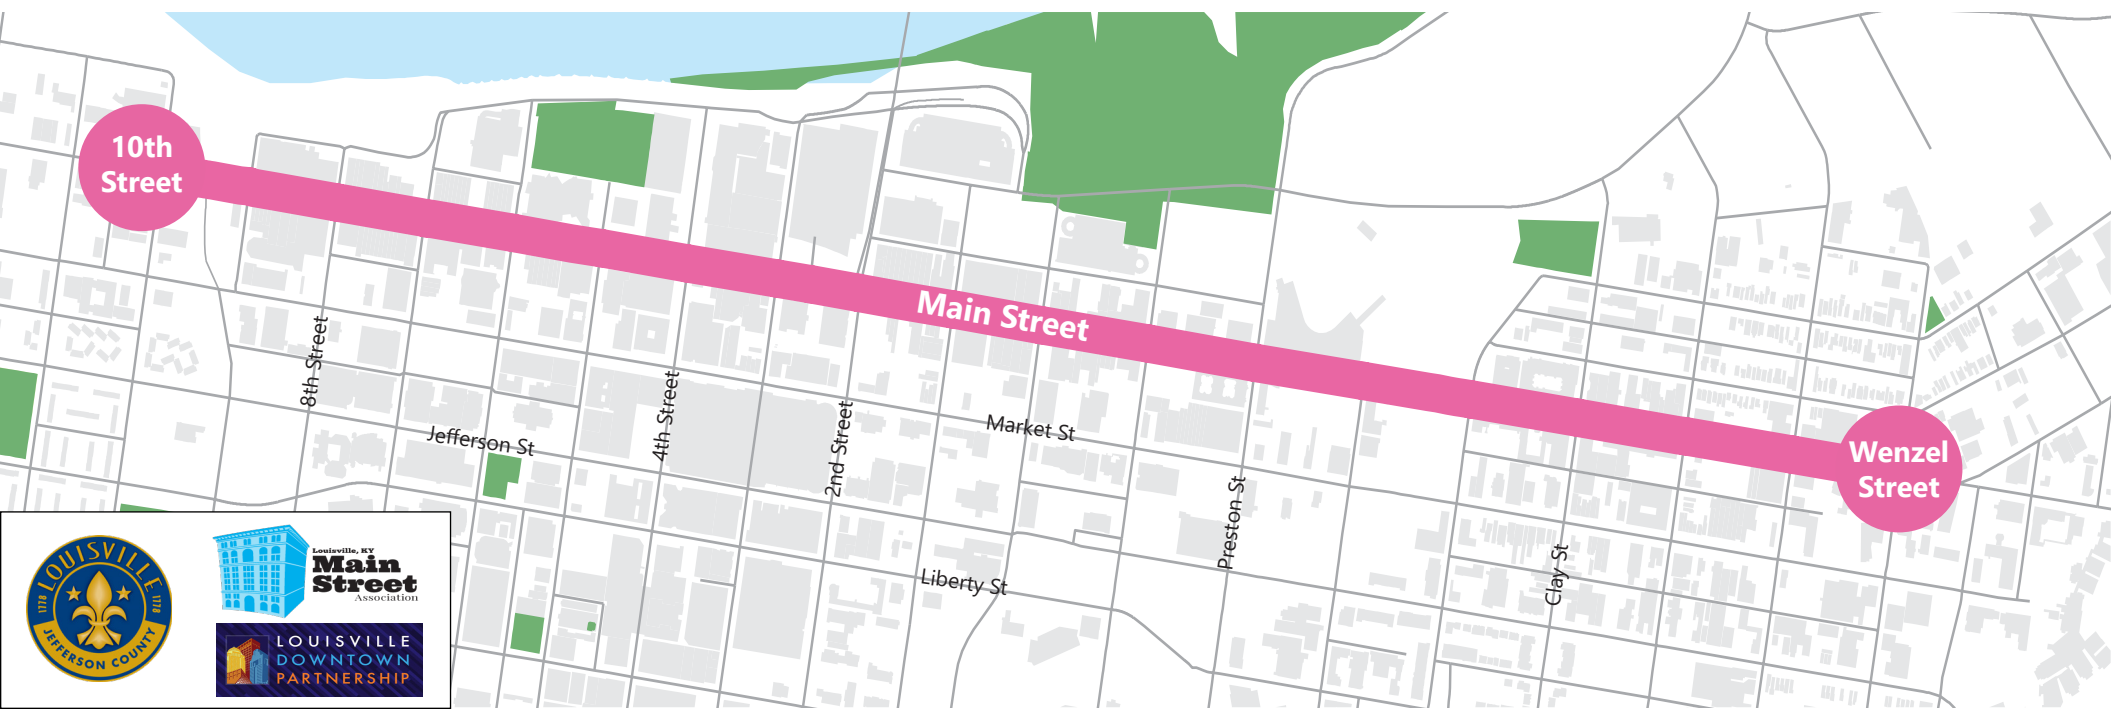 10th
Street
Main Street
Wenzel
Street
8th Street
4th Street
2nd Street
Jefferson St
Market St
Preston St
Liberty St
Clay St
LOUISVILLE
1778
1778
JEFFERSON COUNTY
Louisville, KY
Main
Street
Association
LOUISVILLE
DOWNTOWN
PARTNERSHIP